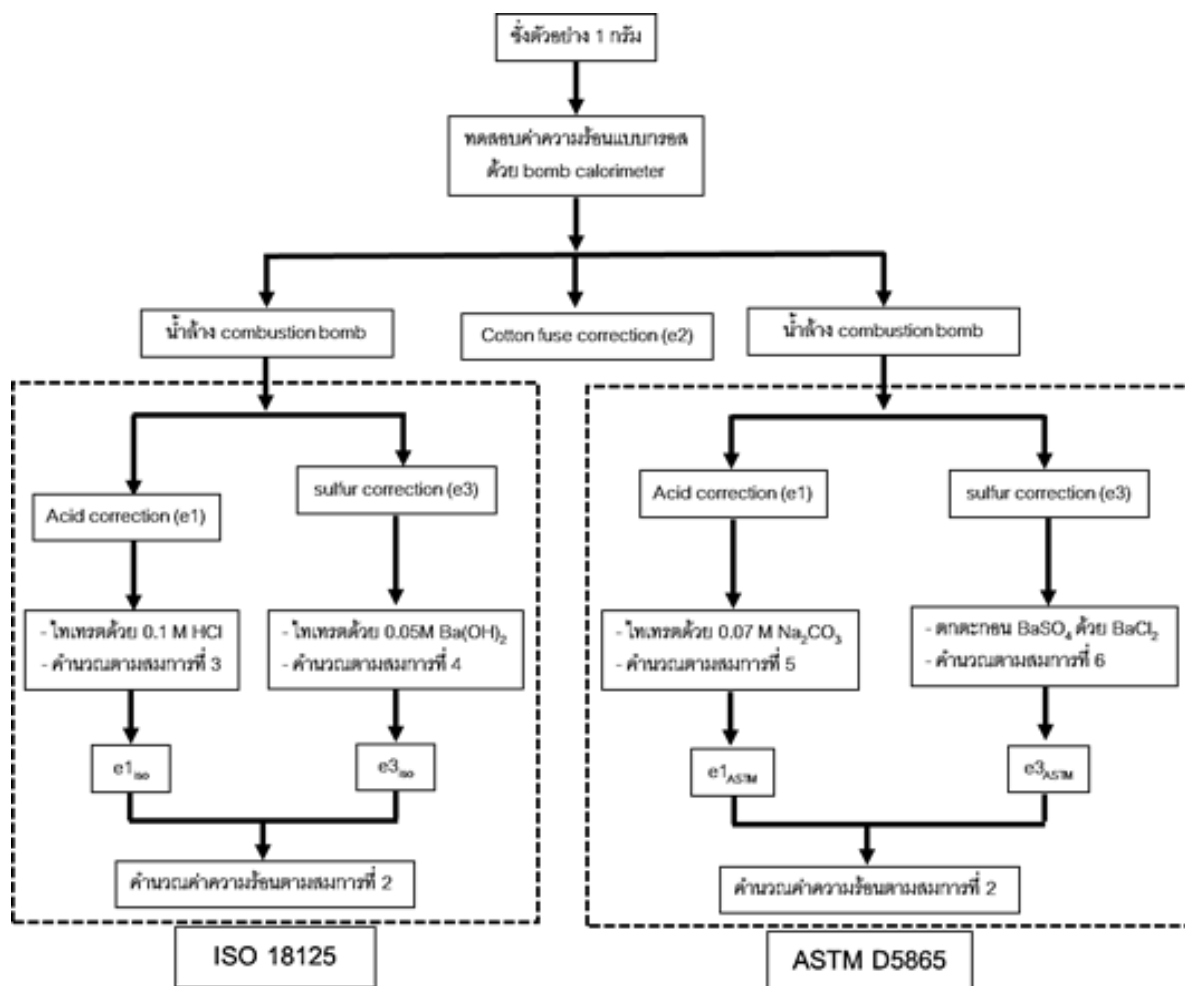 ชั่งตัวอย่าง 1 กรัม
ทดสอบค่าความร้อนแบบกรอส
ด้วย bomb calorimeter
น้ำล้าง combustion bomb
Cotton fuse correction (e2)
น้ำล้าง combustion bomb
Acid correction (e1)
sulfur correction (e3)
- ไทเทรตด้วย 0.1 M HCl
- คำนวณตามสมการที่ 3
- ไทเทรตด้วย 0.05M Ba(OH)₂
- คำนวณตามสมการที่ 4
e1ISO
e3ISO
คำนวณค่าความร้อนตามสมการที่ 2
ISO 18125
Acid correction (e1)
sulfur correction (e3)
- ไทเทรตด้วย 0.07 M Na₂CO₃
- คำนวณตามสมการที่ 5
- ตกตะกอน BaSO₄ ด้วย BaCl₂
- คำนวณตามสมการที่ 6
e1ASTM
e3ASTM
คำนวณค่าความร้อนตามสมการที่ 2
ASTM D5865